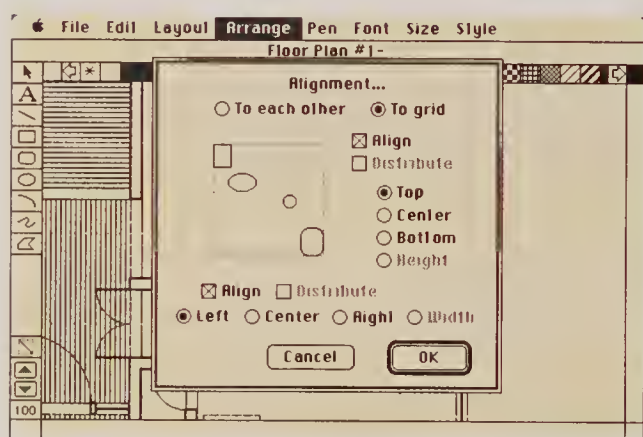 File Edit Layout Arrange Pen Font Size Style
Floor Plan #1
Alignment...
To each other To grid
Align
Distribute
A
Top
Center
Bottom
Height
Align Distribute
Left Center Right Width
Cancel OK
100